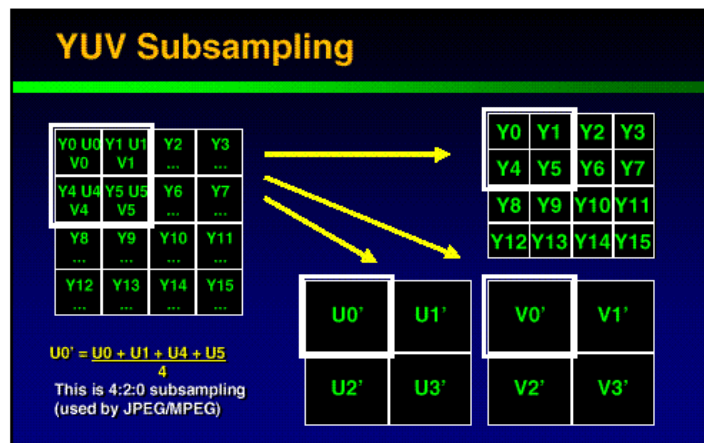 YUV Subsampling
Y0 U0 Y1 U1 Y2 Y3
V0 V1 ... ...
Y4 U4 Y5 U5 Y6 Y7
V4 V5 ... ...
Y8 Y9 Y10 Y11
... ... ... ...
Y12 Y13 Y14 Y15
... ... ... ...
Y0 Y1 Y2 Y3
Y4 Y5 Y6 Y7
Y8 Y9 Y10 Y11
Y12 Y13 Y14 Y15
U0' U1'
U2' U3'
V0' V1'
V2' V3'
U0' = U0 + U1 + U4 + U5
4
This is 4:2:0 subsampling
(used by JPEG/MPEG)